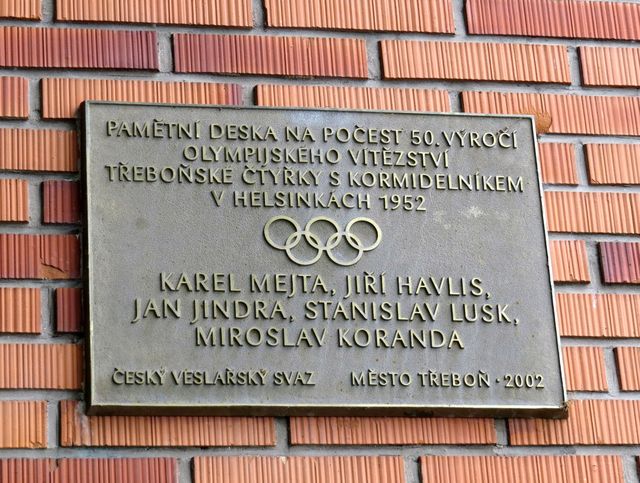 PAMĚTNÍ DESKA NA POČEST 50. VÝROČÍ
OLYMPIJSKÉHO VÍTĚZSTVÍ
TŘEBOŇSKÉ ČTYŘKY S KORMIDELNÍKEM
V HELSINKÁCH 1952
KAREL MEJTA, JIŘÍ HAVLIS,
JAN JINDRA, STANISLAV LUSK,
MIROSLAV KORANDA
ČESKÝ VESLAŘSKÝ SVAZ MĚSTO TŘEBOŇ · 2002